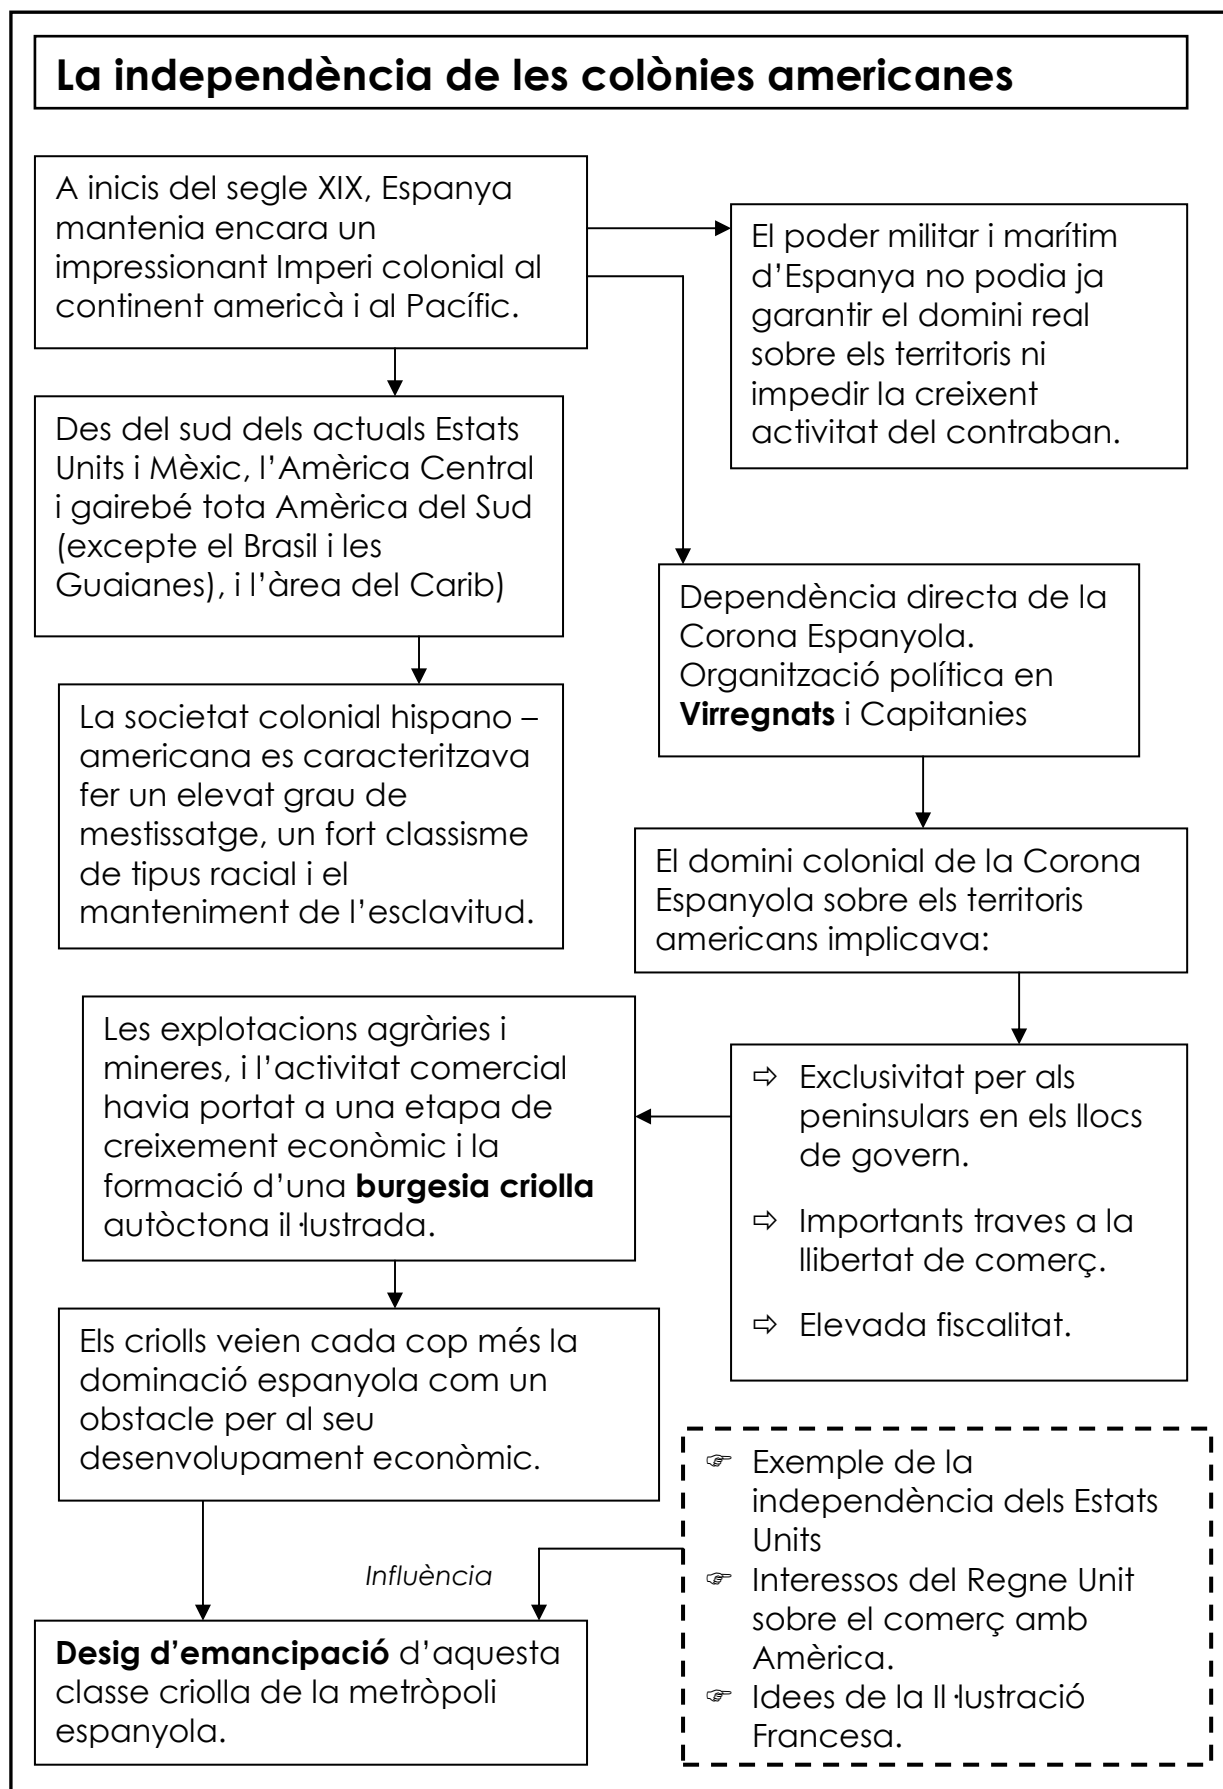 La independència de les colònies americanes
A inicis del segle XIX, Espanya
mantenia encara un
impressionant Imperi colonial al
continent americà i al Pacífic.
El poder militar i marítim
d’Espanya no podia ja
garantir el domini real
sobre els territoris ni
impedir la creixent
activitat del contraban.
Des del sud dels actuals Estats
Units i Mèxic, l’Amèrica Central
i gairebé tota Amèrica del Sud
(excepte el Brasil i les
Guaianes), i l’àrea del Carib)
Dependència directa de la
Corona Espanyola.
Organització política en
Virregnats i Capitanies
La societat colonial hispano –
americana es caracteritzava
fer un elevat grau de
mestissatge, un fort classisme
de tipus racial i el
manteniment de l’esclavitud.
El domini colonial de la Corona
Espanyola sobre els territoris
americans implicava:
Les explotacions agràries i
mineres, i l’activitat comercial
havia portat a una etapa de
creixement econòmic i la
formació d’una burgesia criolla
autòctona il·lustrada.
⇨ Exclusivitat per als
peninsulars en els llocs
de govern.
⇨ Importants traves a la
llibertat de comerç.
⇨ Elevada fiscalitat.
Els criolls veien cada cop més la
dominació espanyola com un
obstacle per al seu
desenvolupament econòmic.
☞ Exemple de la
independència dels Estats
Units
☞ Interessos del Regne Unit
sobre el comerç amb
Amèrica.
☞ Idees de la Il·lustració
Francesa.
Influència
Desig d’emancipació d’aquesta
classe criolla de la metròpoli
espanyola.